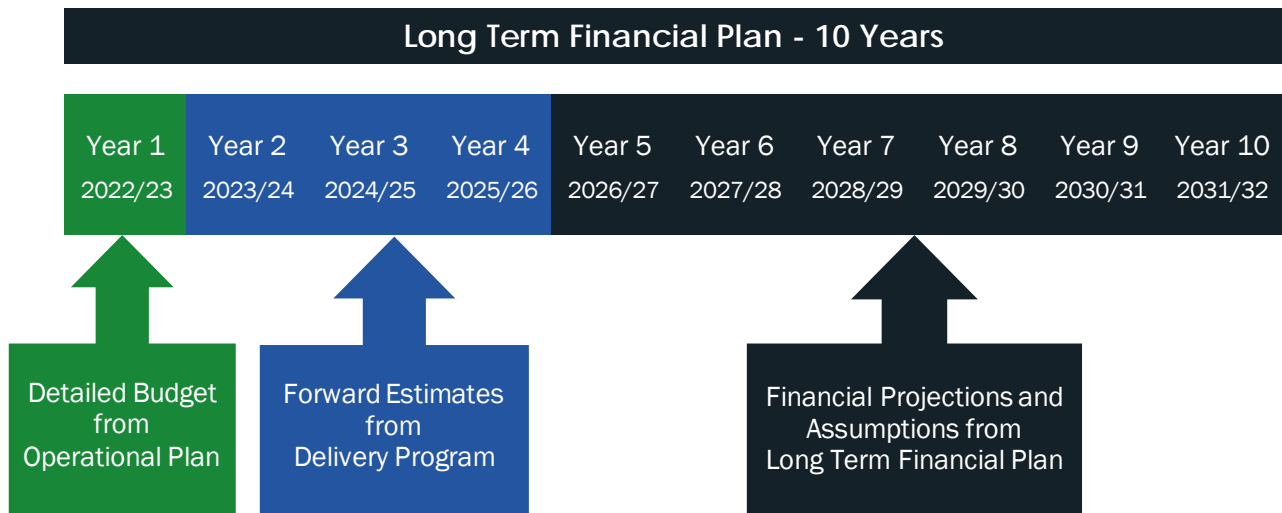 Long Term Financial Plan - 10 Years
Year 1 Year 2 Year 3 Year 4 Year 5 Year 6 Year 7 Year 8 Year 9 Year 10
2022/23 2023/24 2024/25 2025/26 2026/27 2027/28 2028/29 2029/30 2030/31 2031/32
Detailed Budget
from
Operational Plan
Forward Estimates
from
Delivery Program
Financial Projections and
Assumptions from
Long Term Financial Plan